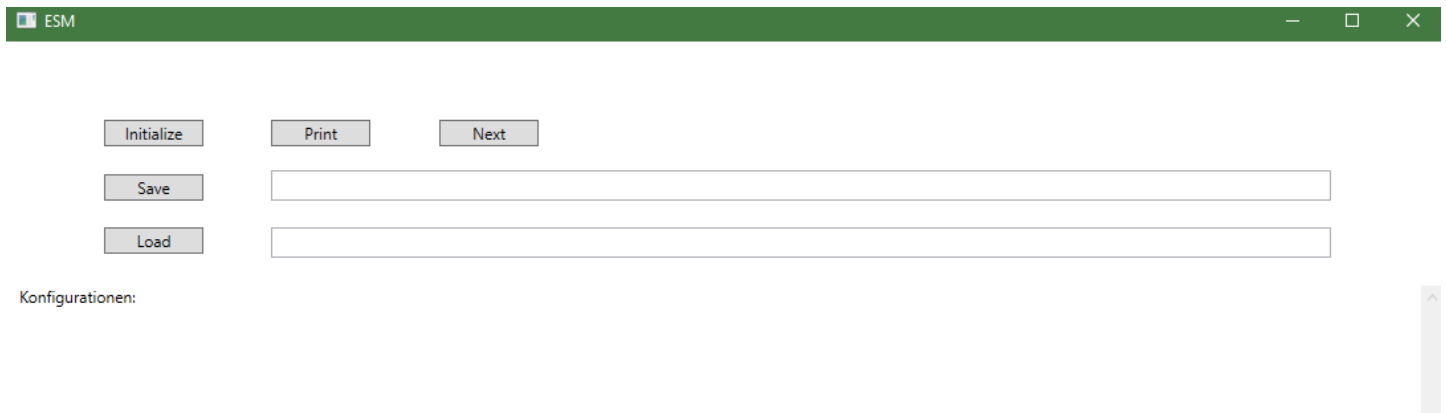 ESM
Initialize Print Next
Save
Load
Konfigurationen: